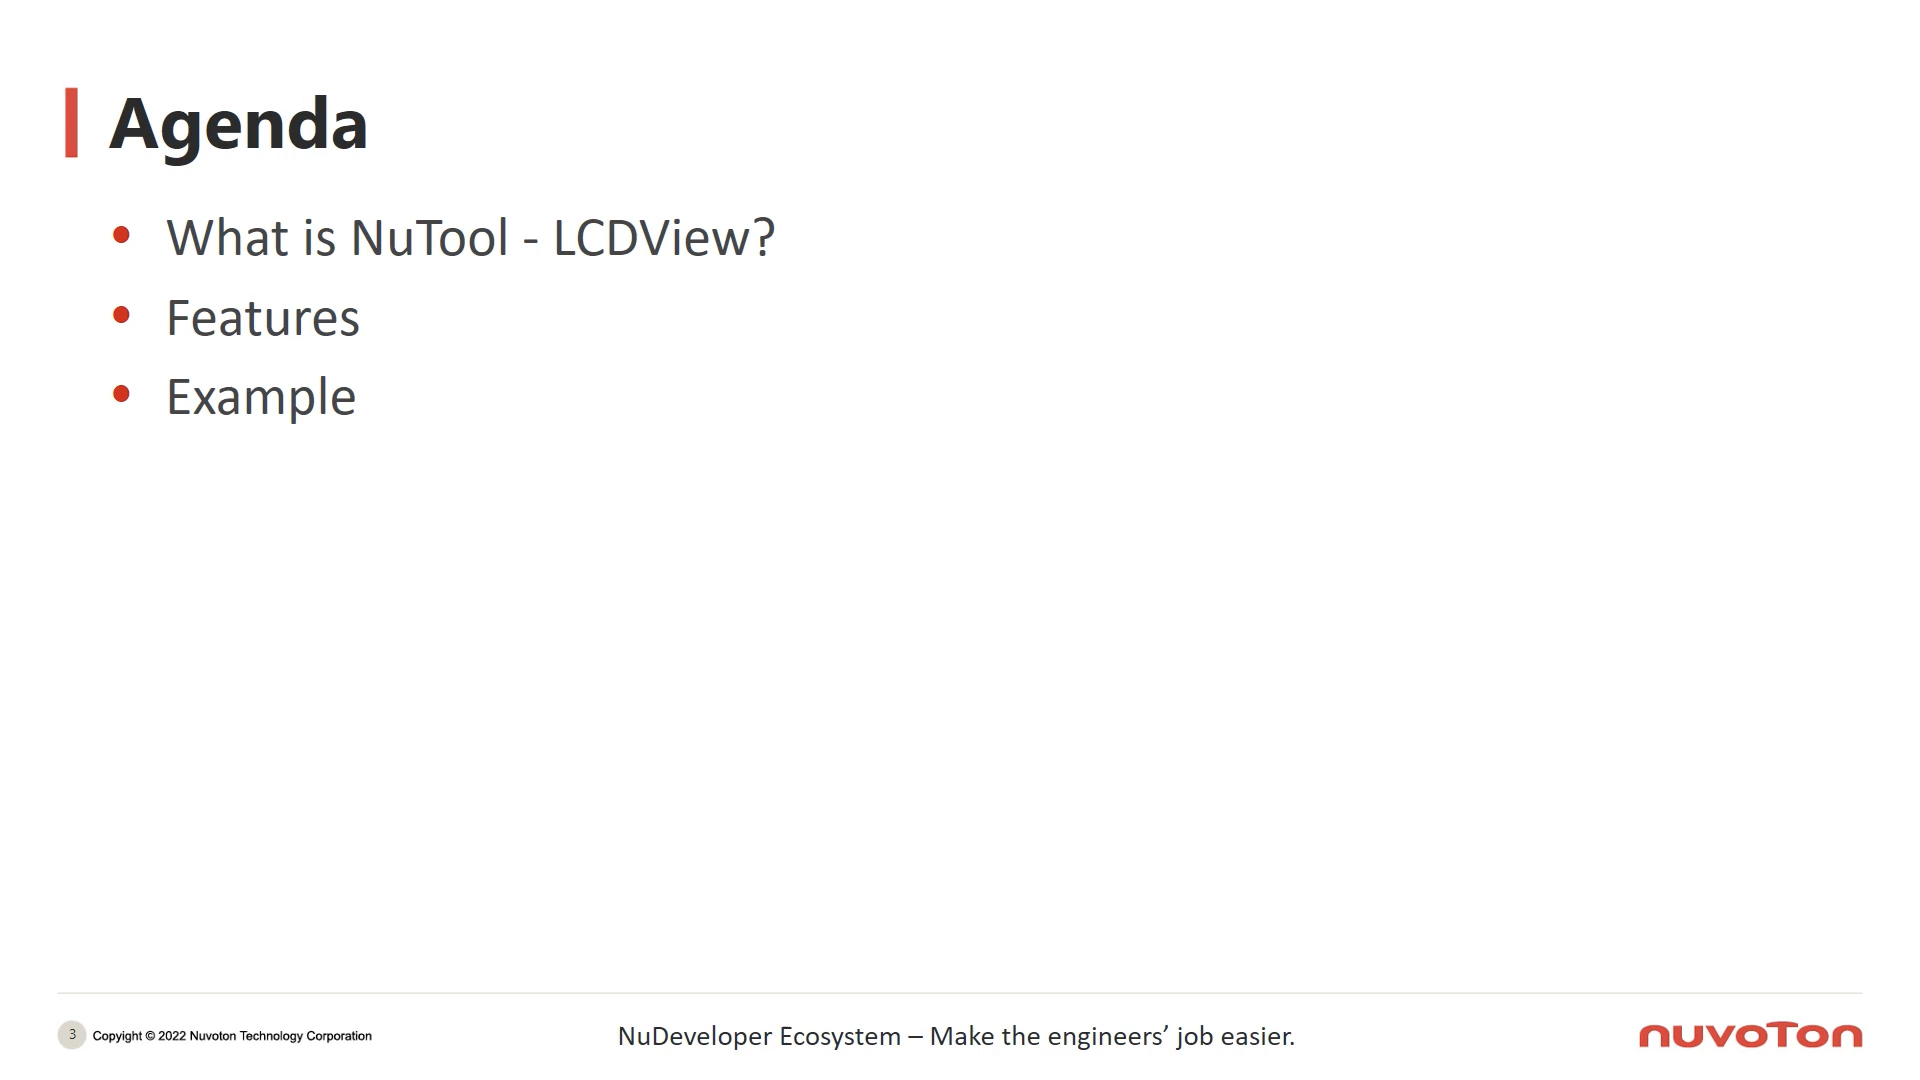 Agenda
• What is NuTool - LCDView?
• Features
• Example
3 Copyight © 2022 Nuvoton Technology Corporation
NuDeveloper Ecosystem – Make the engineers’ job easier.
nuvoTon